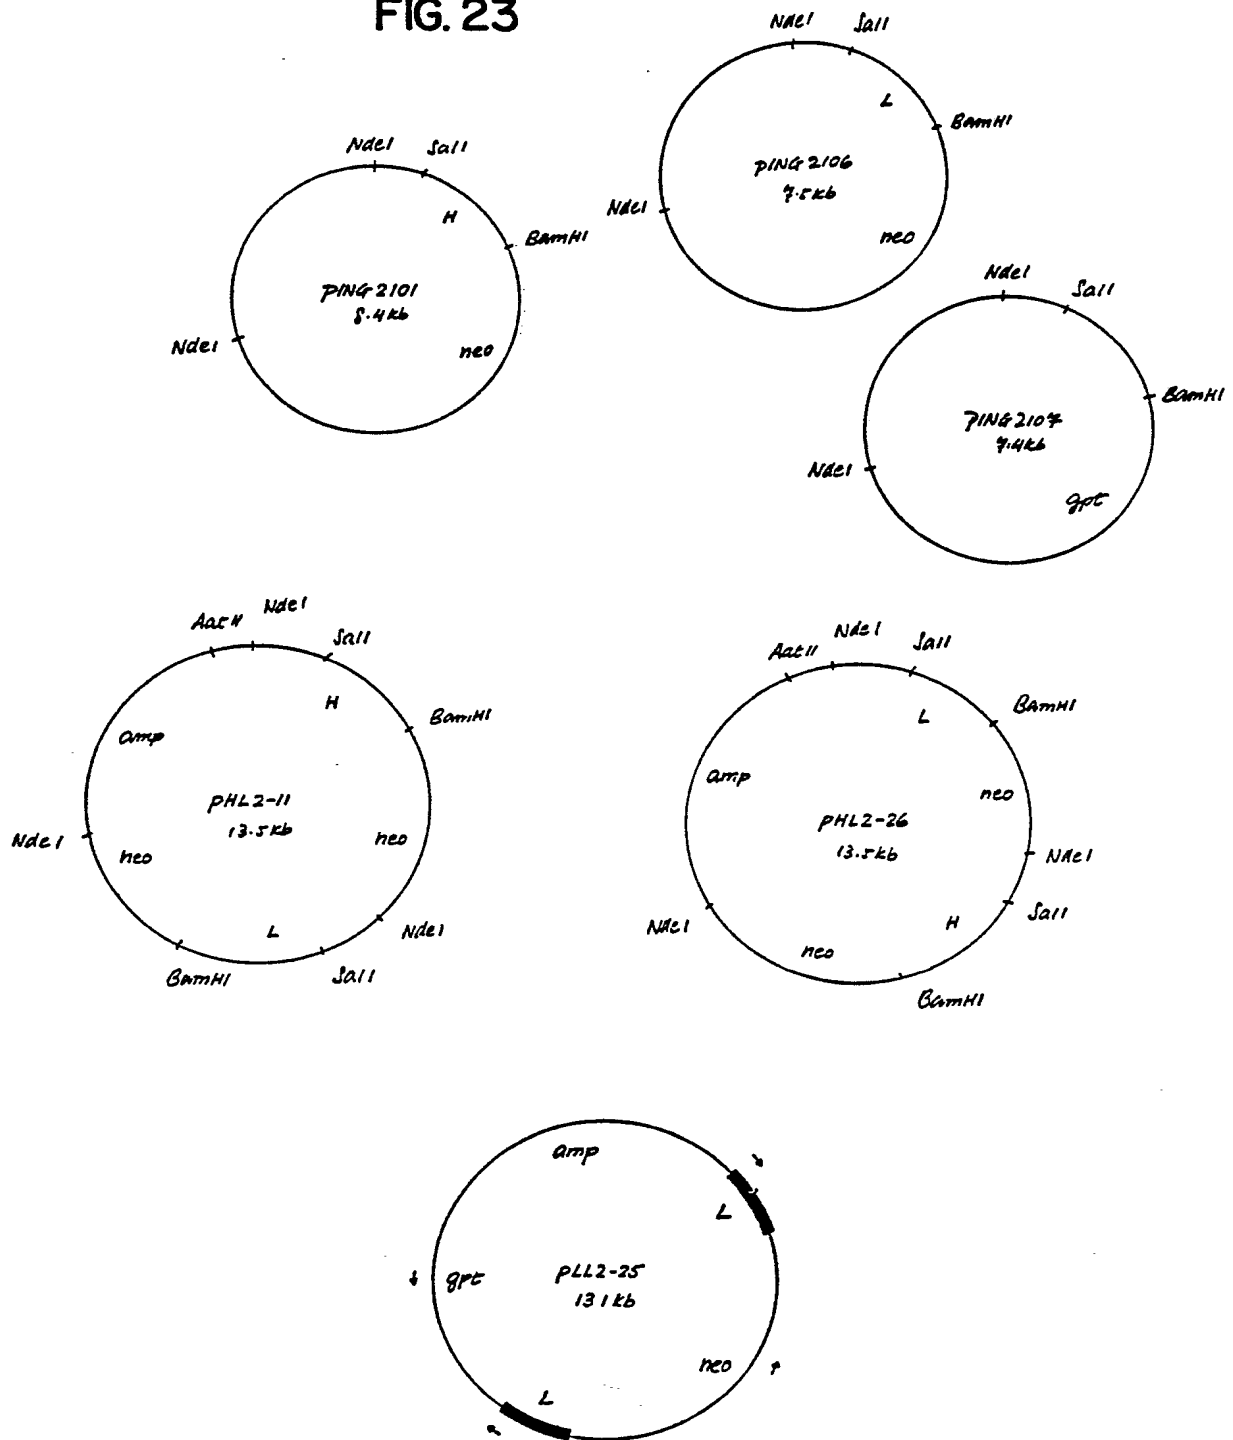 FIG. 23
NdeI
SalI
L
BamHI
PING 2106
7.5kb
NdeI
neo
NdeI
SalI
H
BamHI
PING 2101
8.4kb
NdeI
neo
NdeI
SalI
BamHI
PING 2107
7.4kb
NdeI
gpt
AatII
NdeI
SalI
H
BamHI
amp
PHL2-11
13.5kb
NdeI
neo
neo
L
NdeI
BamHI
SalI
AatII
NdeI
SalI
L
BamHI
amp
neo
PHL2-26
13.5kb
NdeI
SalI
H
NdeI
neo
BamHI
amp
L
gpt
PLL2-25
13.1kb
neo
L